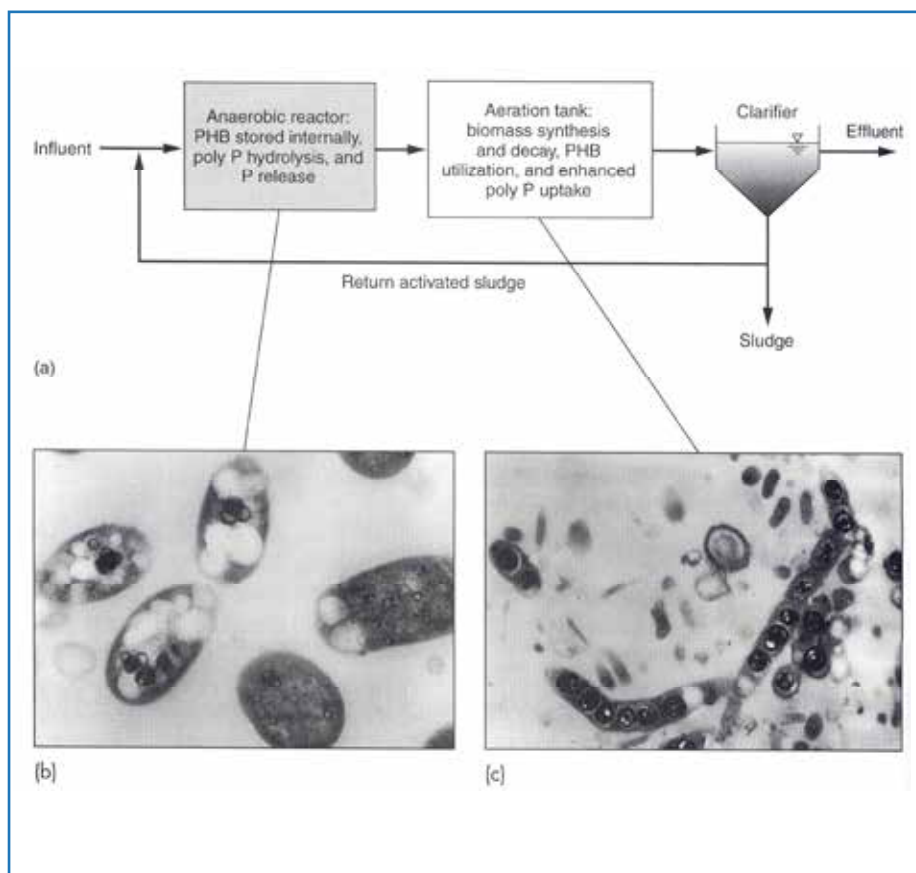 Influent
Anaerobic reactor:
PHB stored internally,
poly P hydrolysis, and
P release
Aeration tank:
biomass synthesis
and decay, PHB
utilization, and enhanced
poly P uptake
Clarifier
Effluent
Return activated sludge
Sludge
(a)
(b)
(c)